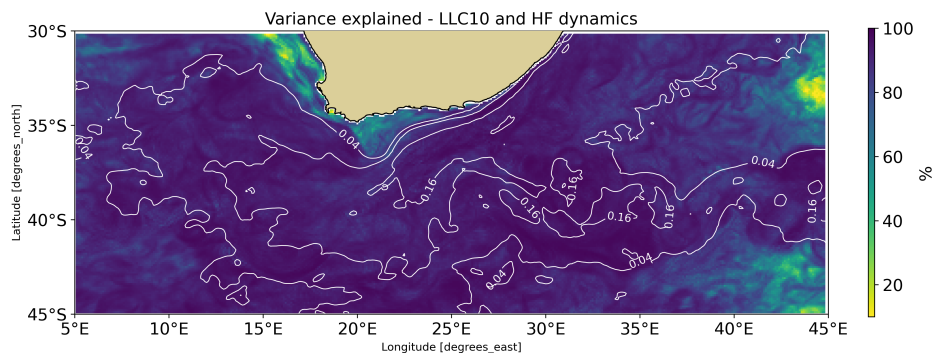 Variance explained - LLC10 and HF dynamics
30°S
35°S
40°S
45°S
Latitude [degrees_north]
0.04
0.04
0.04
0.16
0.16
0.16
0.16
0.16
0.16
0.04
0.04
5°E 10°E 15°E 20°E 25°E 30°E 35°E 40°E 45°E
Longitude [degrees_east]
100
80
60
40
20
%